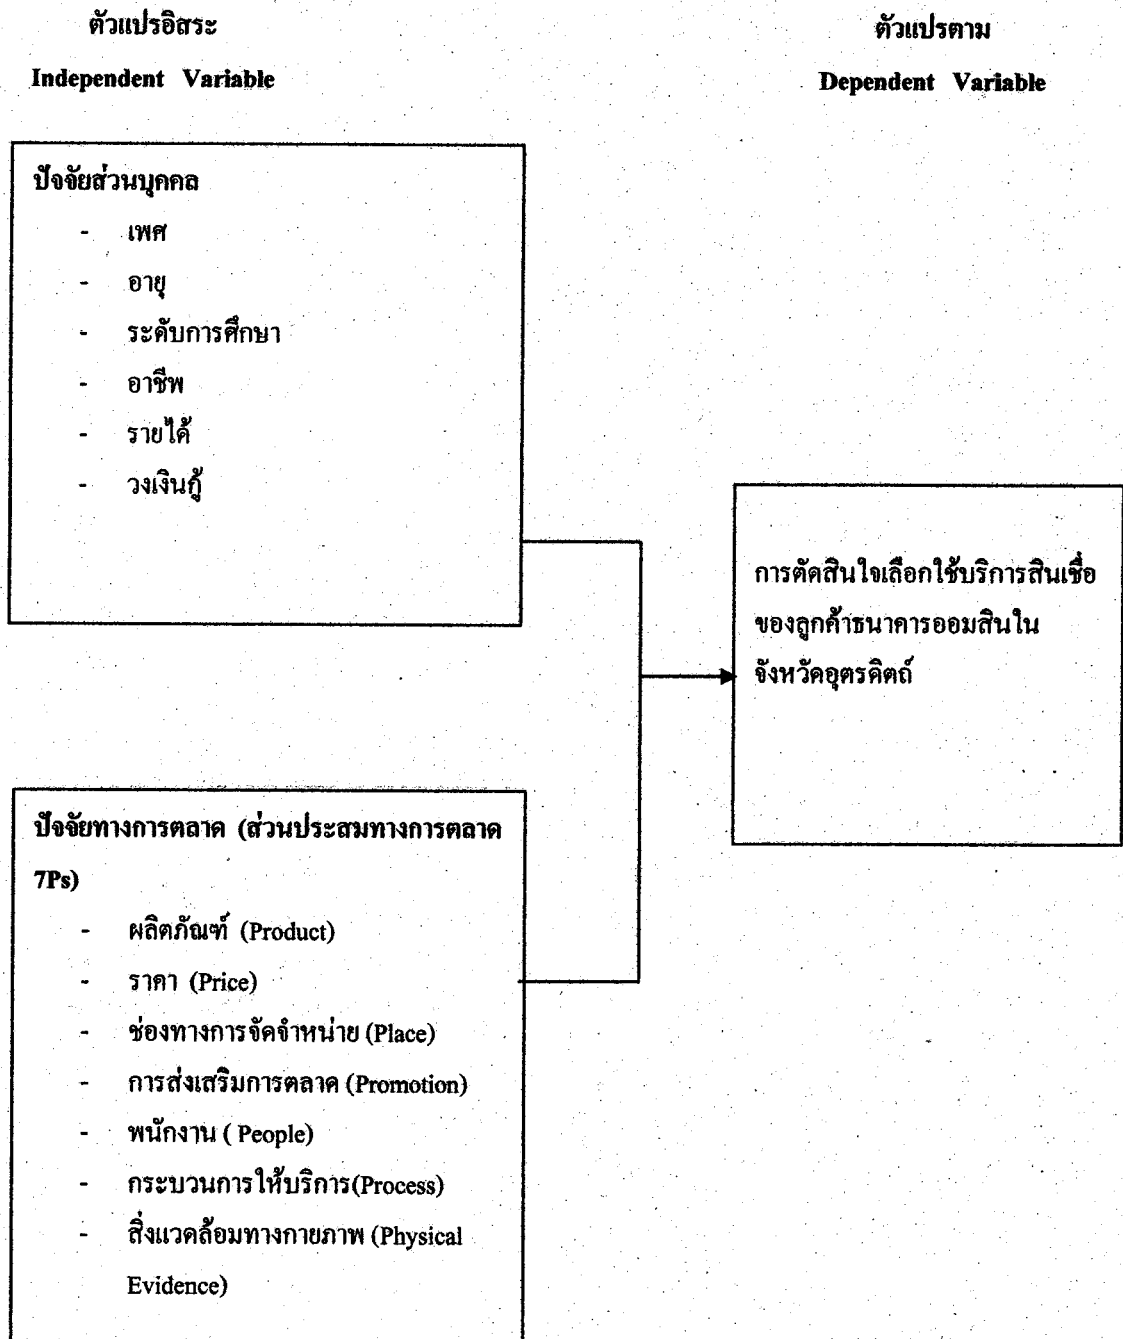 ตัวแปรอิสระ
Independent Variable
ตัวแปรตาม
Dependent Variable
ปัจจัยส่วนบุคคล
- เพศ
- อายุ
- ระดับการศึกษา
- อาชีพ
- รายได้
- วงเงินกู้
การตัดสินใจเลือกใช้บริการสินเชื่อ
ของลูกค้าธนาคารออมสินใน
จังหวัดอุตรดิตถ์
ปัจจัยทางการตลาด (ส่วนประสมทางการตลาด
7Ps)
- ผลิตภัณฑ์ (Product)
- ราคา (Price)
- ช่องทางการจัดจำหน่าย (Place)
- การส่งเสริมการตลาด (Promotion)
- พนักงาน ( People)
- กระบวนการให้บริการ(Process)
- สิ่งแวดล้อมทางกายภาพ (Physical
Evidence)